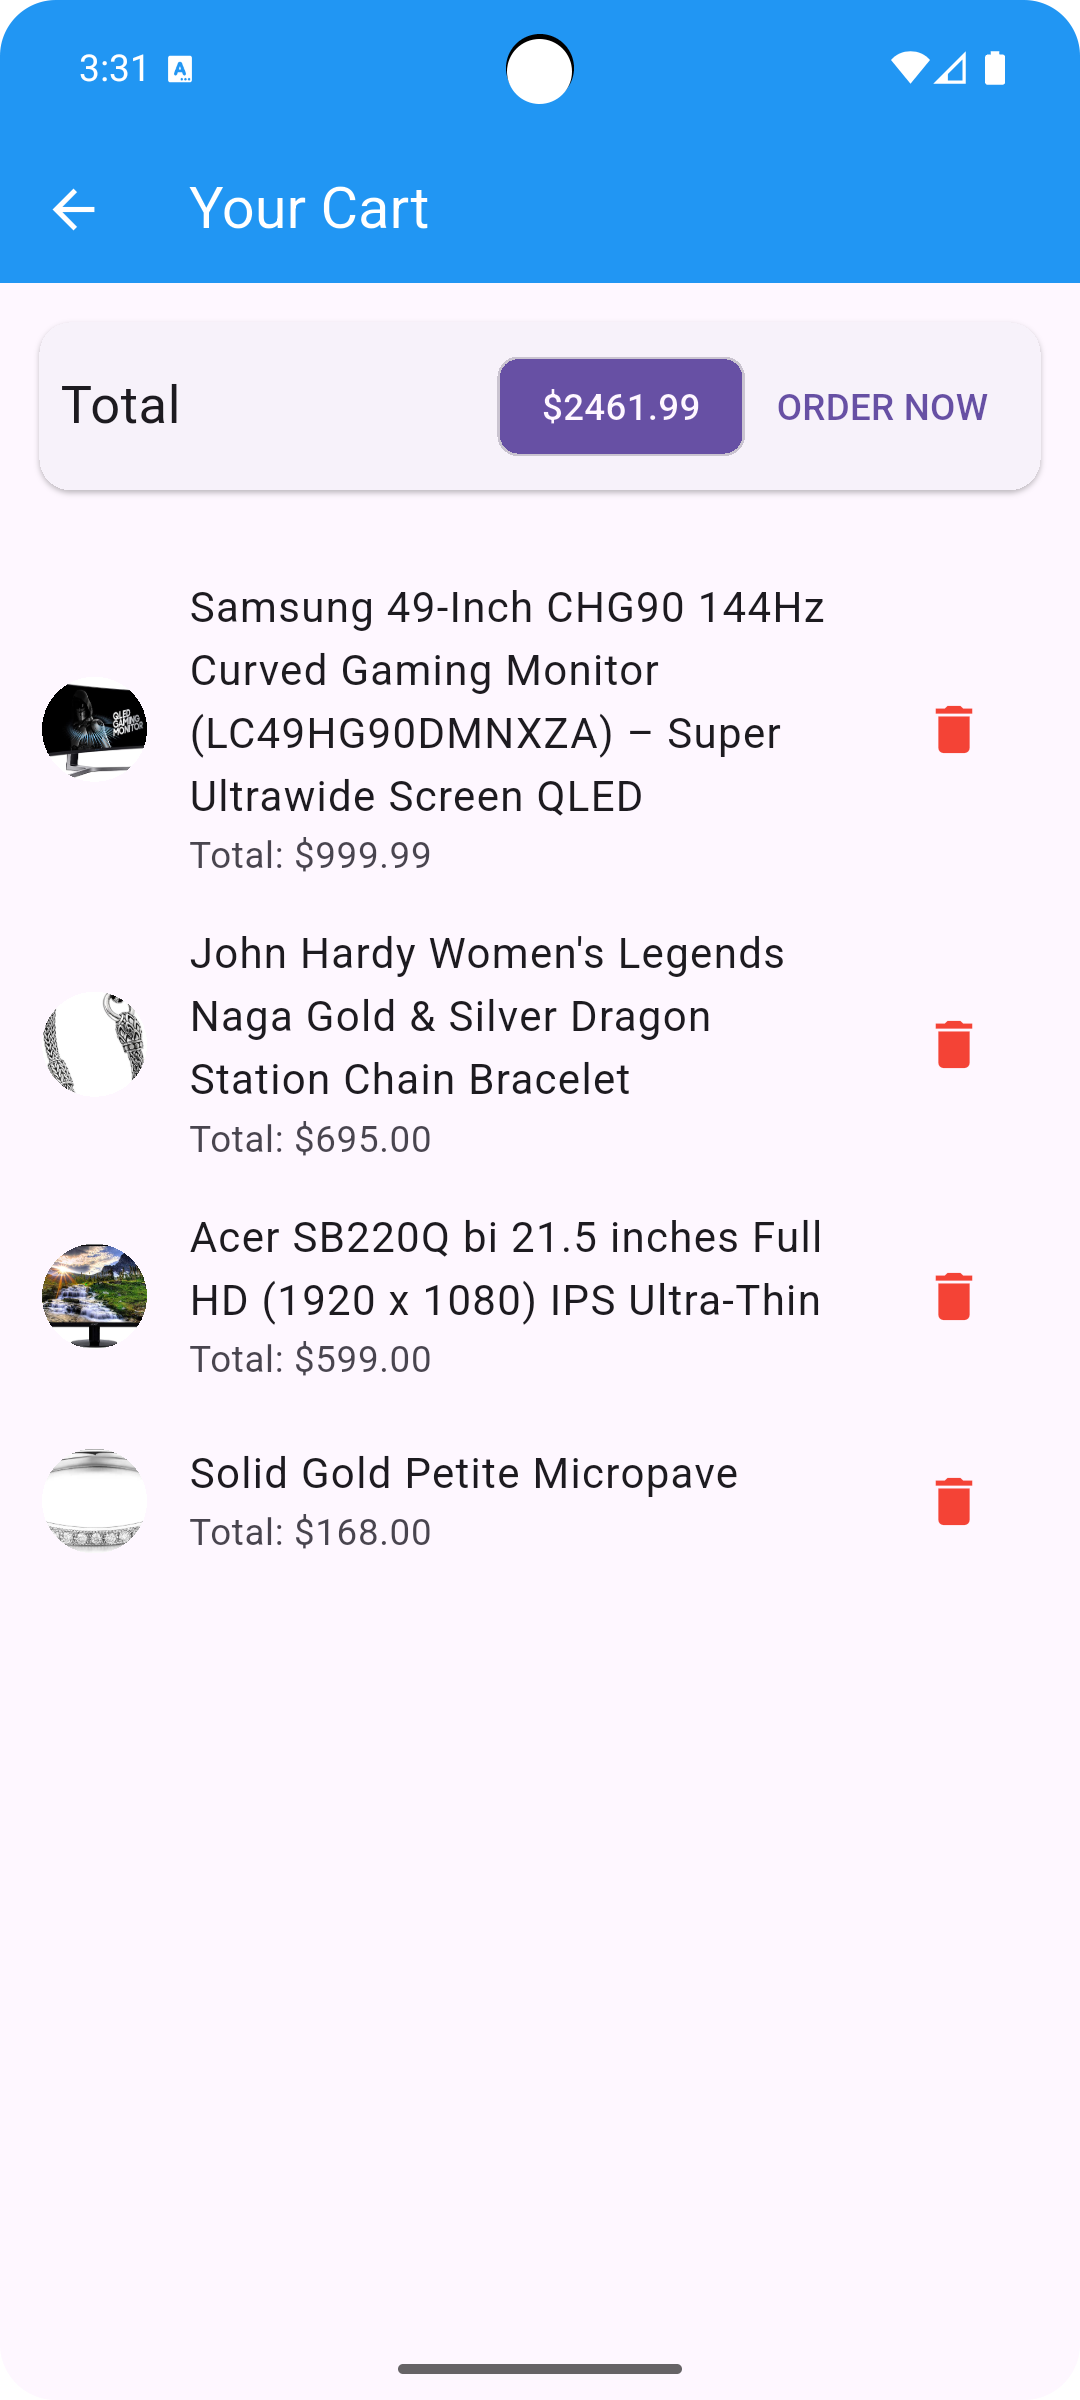 3:31
Your Cart
Total
$2461.99
ORDER NOW
Samsung 49-Inch CHG90 144Hz
Curved Gaming Monitor
(LC49HG90DMNXZA) – Super
Ultrawide Screen QLED
Total: $999.99
QLED
GAMING
MONITOR
John Hardy Women's Legends
Naga Gold & Silver Dragon
Station Chain Bracelet
Total: $695.00
Acer SB220Q bi 21.5 inches Full
HD (1920 x 1080) IPS Ultra-Thin
Total: $599.00
Solid Gold Petite Micropave
Total: $168.00